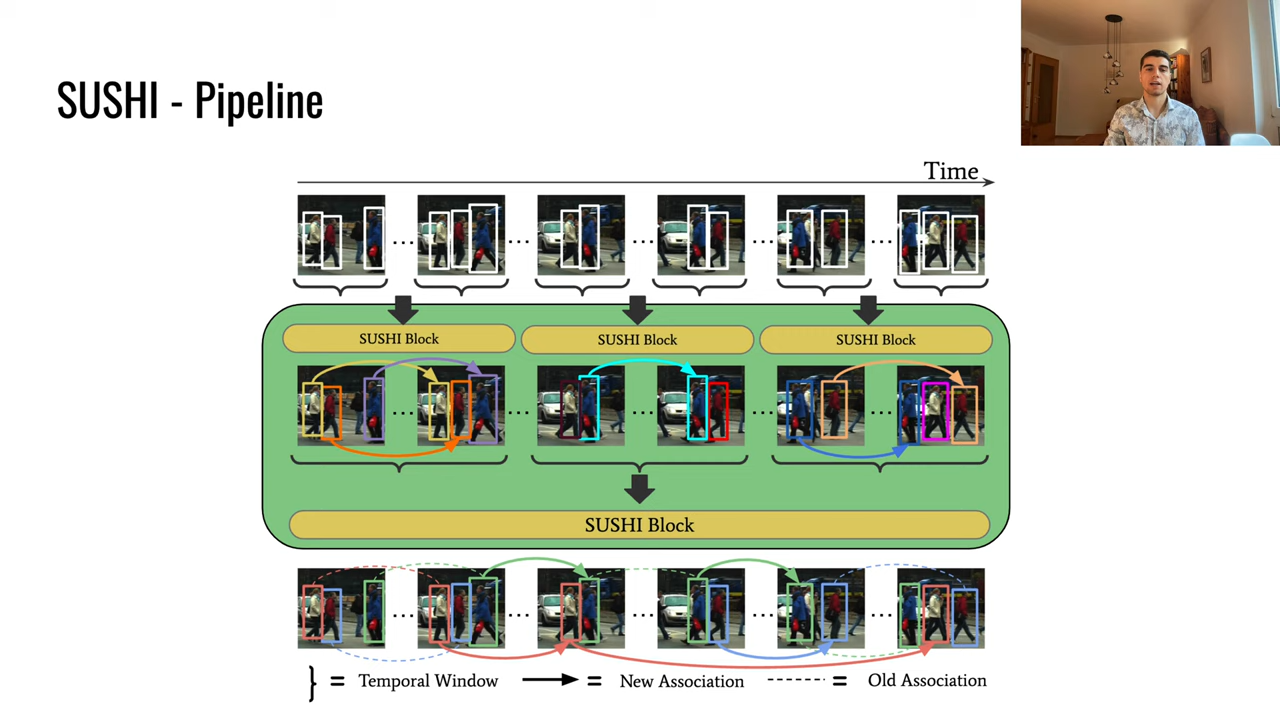 SUSHI - Pipeline
Time
... ... ... ... ...
SUSHI Block SUSHI Block SUSHI Block
... ... ... ... ...
SUSHI Block
... ... ... ... ...
} = Temporal Window = New Association = Old Association